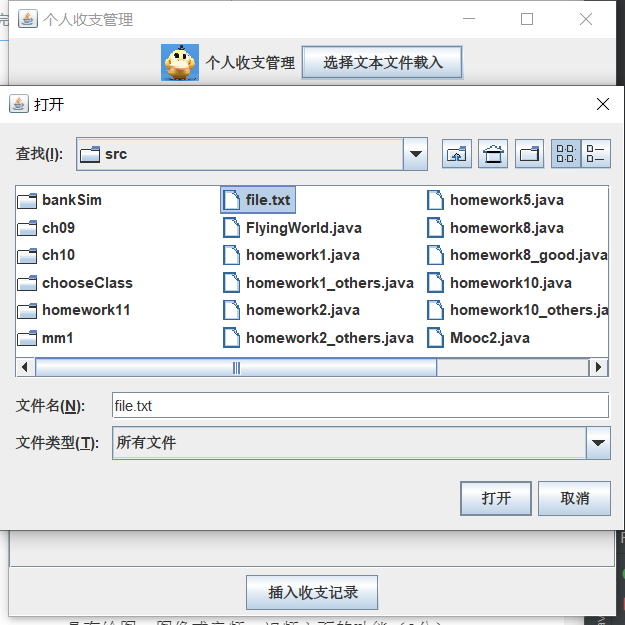 个人收支管理
个人收支管理 选择文本文件载入
打开
查找(I): src
bankSim file.txt homework5.java
ch09 FlyingWorld.java homework8.java
ch10 homework1.java homework8_good.java
chooseClass homework1_others.java homework10.java
homework11 homework2.java homework10_others.ja
mm1 homework2_others.java Mooc2.java
文件名(N): file.txt
文件类型(T): 所有文件
打开 取消
插入收支记录